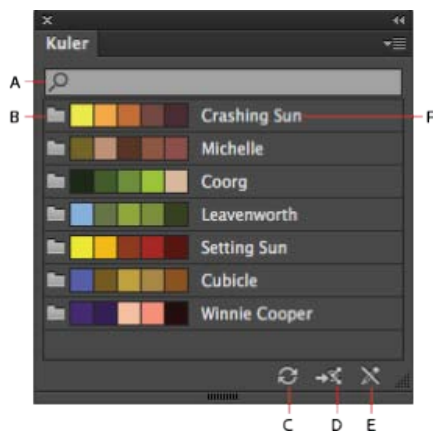 Kuler
A
B
Crashing Sun
F
Michelle
Coorg
Leavenworth
Setting Sun
Cubicle
Winnie Cooper
C
D
E